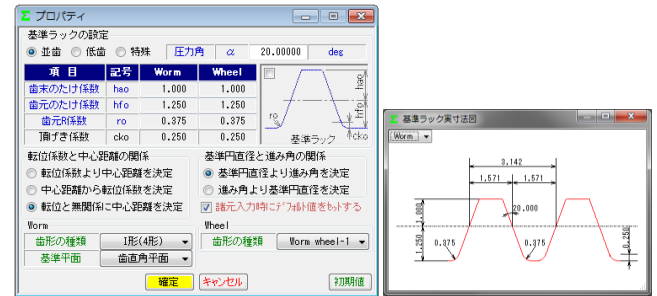 Σ プロパティ
基準ラックの設定
並歯 低歯 特殊 圧力角 α 20.00000 deg
項 目 記号 Worm Wheel
歯末のたけ係数 hao 1.000 1.000
歯元のたけ係数 hfo 1.250 1.250
歯元R係数 ro 0.375 0.375
頂げき係数 cko 0.250 0.250
hao
hfo
ro
cko
基準ラック
転位係数と中心距離の関係
転位係数より中心距離を決定
中心距離から転位係数を決定
転位と無関係に中心距離を決定
基準円直径と進み角の関係
基準円直径より進み角を決定
進み角より基準円直径を決定
諸元入力時にデフォルト値をセットする
Worm
歯形の種類 I形(4形)
基準平面 歯直角平面
Wheel
歯形の種類 Worm wheel-1
確定 キャンセル 初期値
Σ 基準ラック実寸法図
Worm
3.142
1.571 1.571
20.000
1.000
1.250
0.375 0.375
0.250